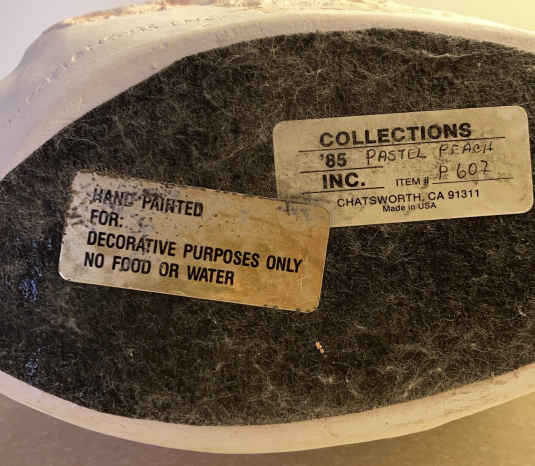 COLLECTIONS
'85 PASTEL PEACH
INC. ITEM # P 607
CHATSWORTH, CA 91311
Made in USA
HAND PAINTED
FOR:
DECORATIVE PURPOSES ONLY
NO FOOD OR WATER